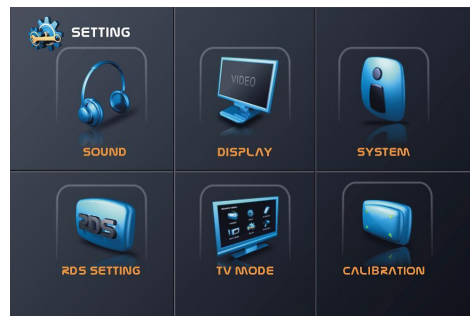 SETTING
VIDEO
SOUND
DISPLAY
SYSTEM
RDS
RDS SETTING
TV MODE
CALIBRATION